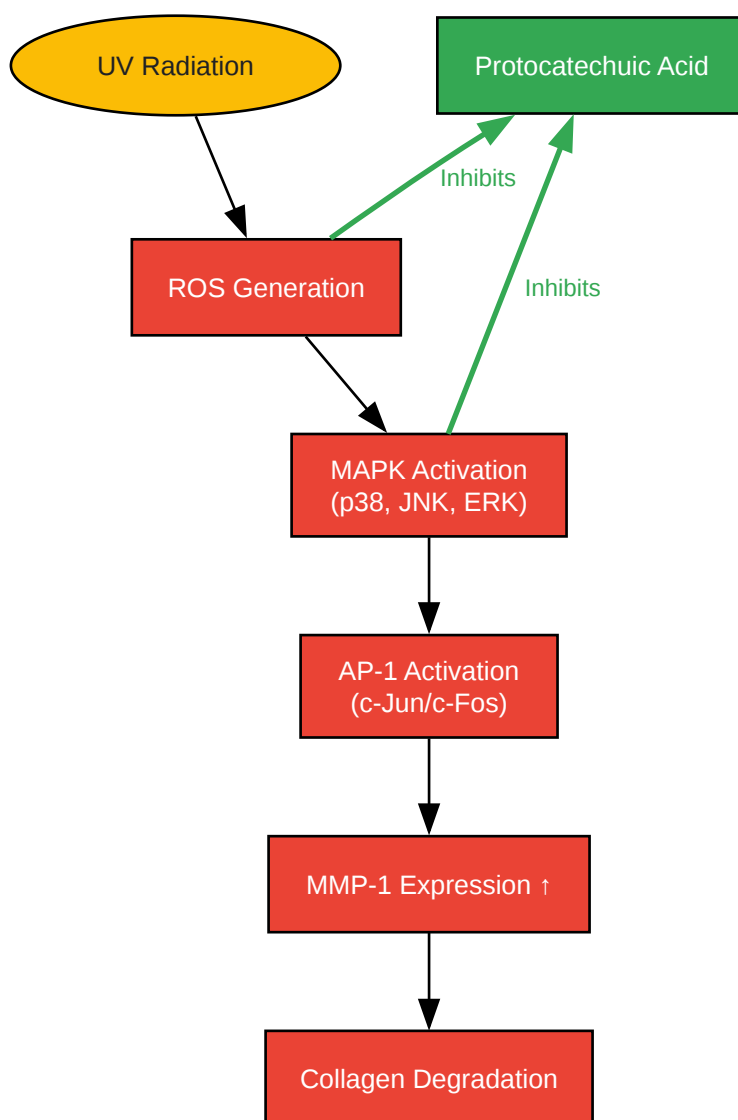 UV Radiation
Protocatechuic Acid
Inhibits
ROS Generation
Inhibits
MAPK Activation
(p38, JNK, ERK)
AP-1 Activation
(c-Jun/c-Fos)
MMP-1 Expression ↑
Collagen Degradation